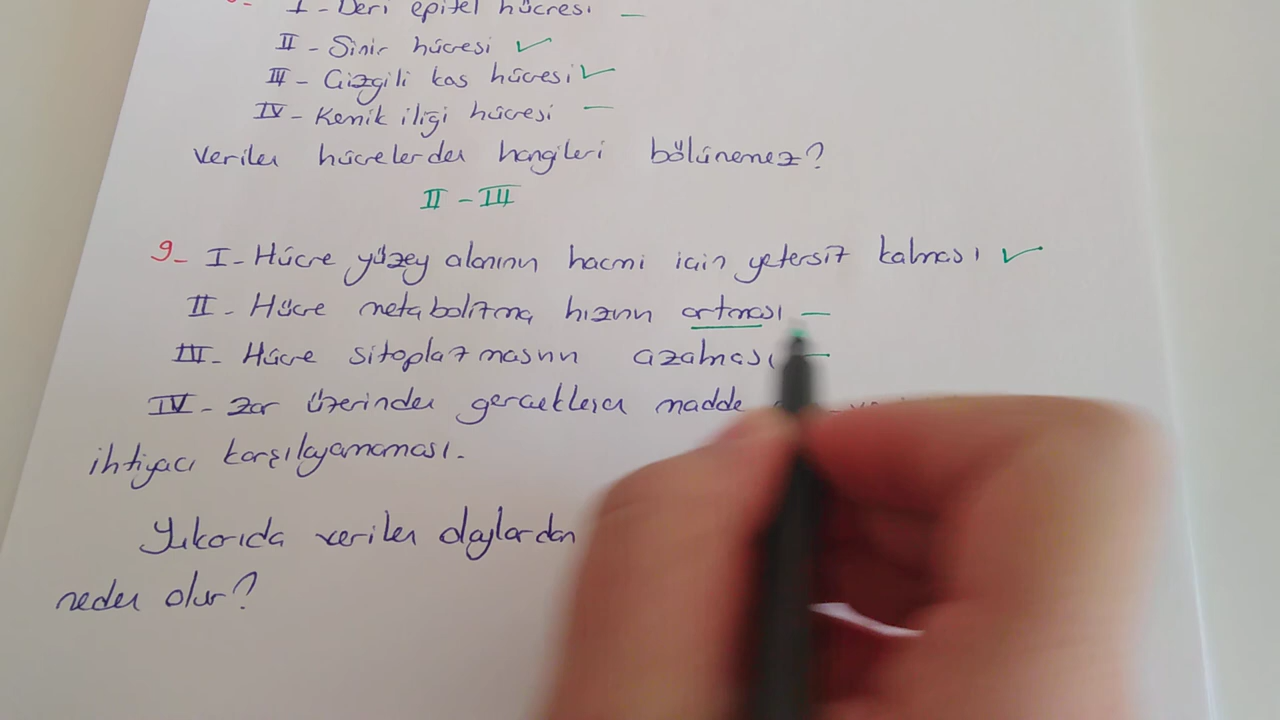 I - Deri epitel hücresi —
II - Sinir hücresi ✓
III - Çizgili kas hücresi ✓
IV - Kemik iliği hücresi —
Verilen hücrelerden hangileri bölünemez?
II - III
9- I - Hücre yüzey alanının hacmi için yetersiz kalması ✓
II - Hücre metabolizma hızının artması —
III - Hücre sitoplazmasının azalması —
IV - Zar üzerinden gerçekleşen madde
ihtiyacı karşılayamaması.
Yukarıda verilen olaylardan
neden olur?